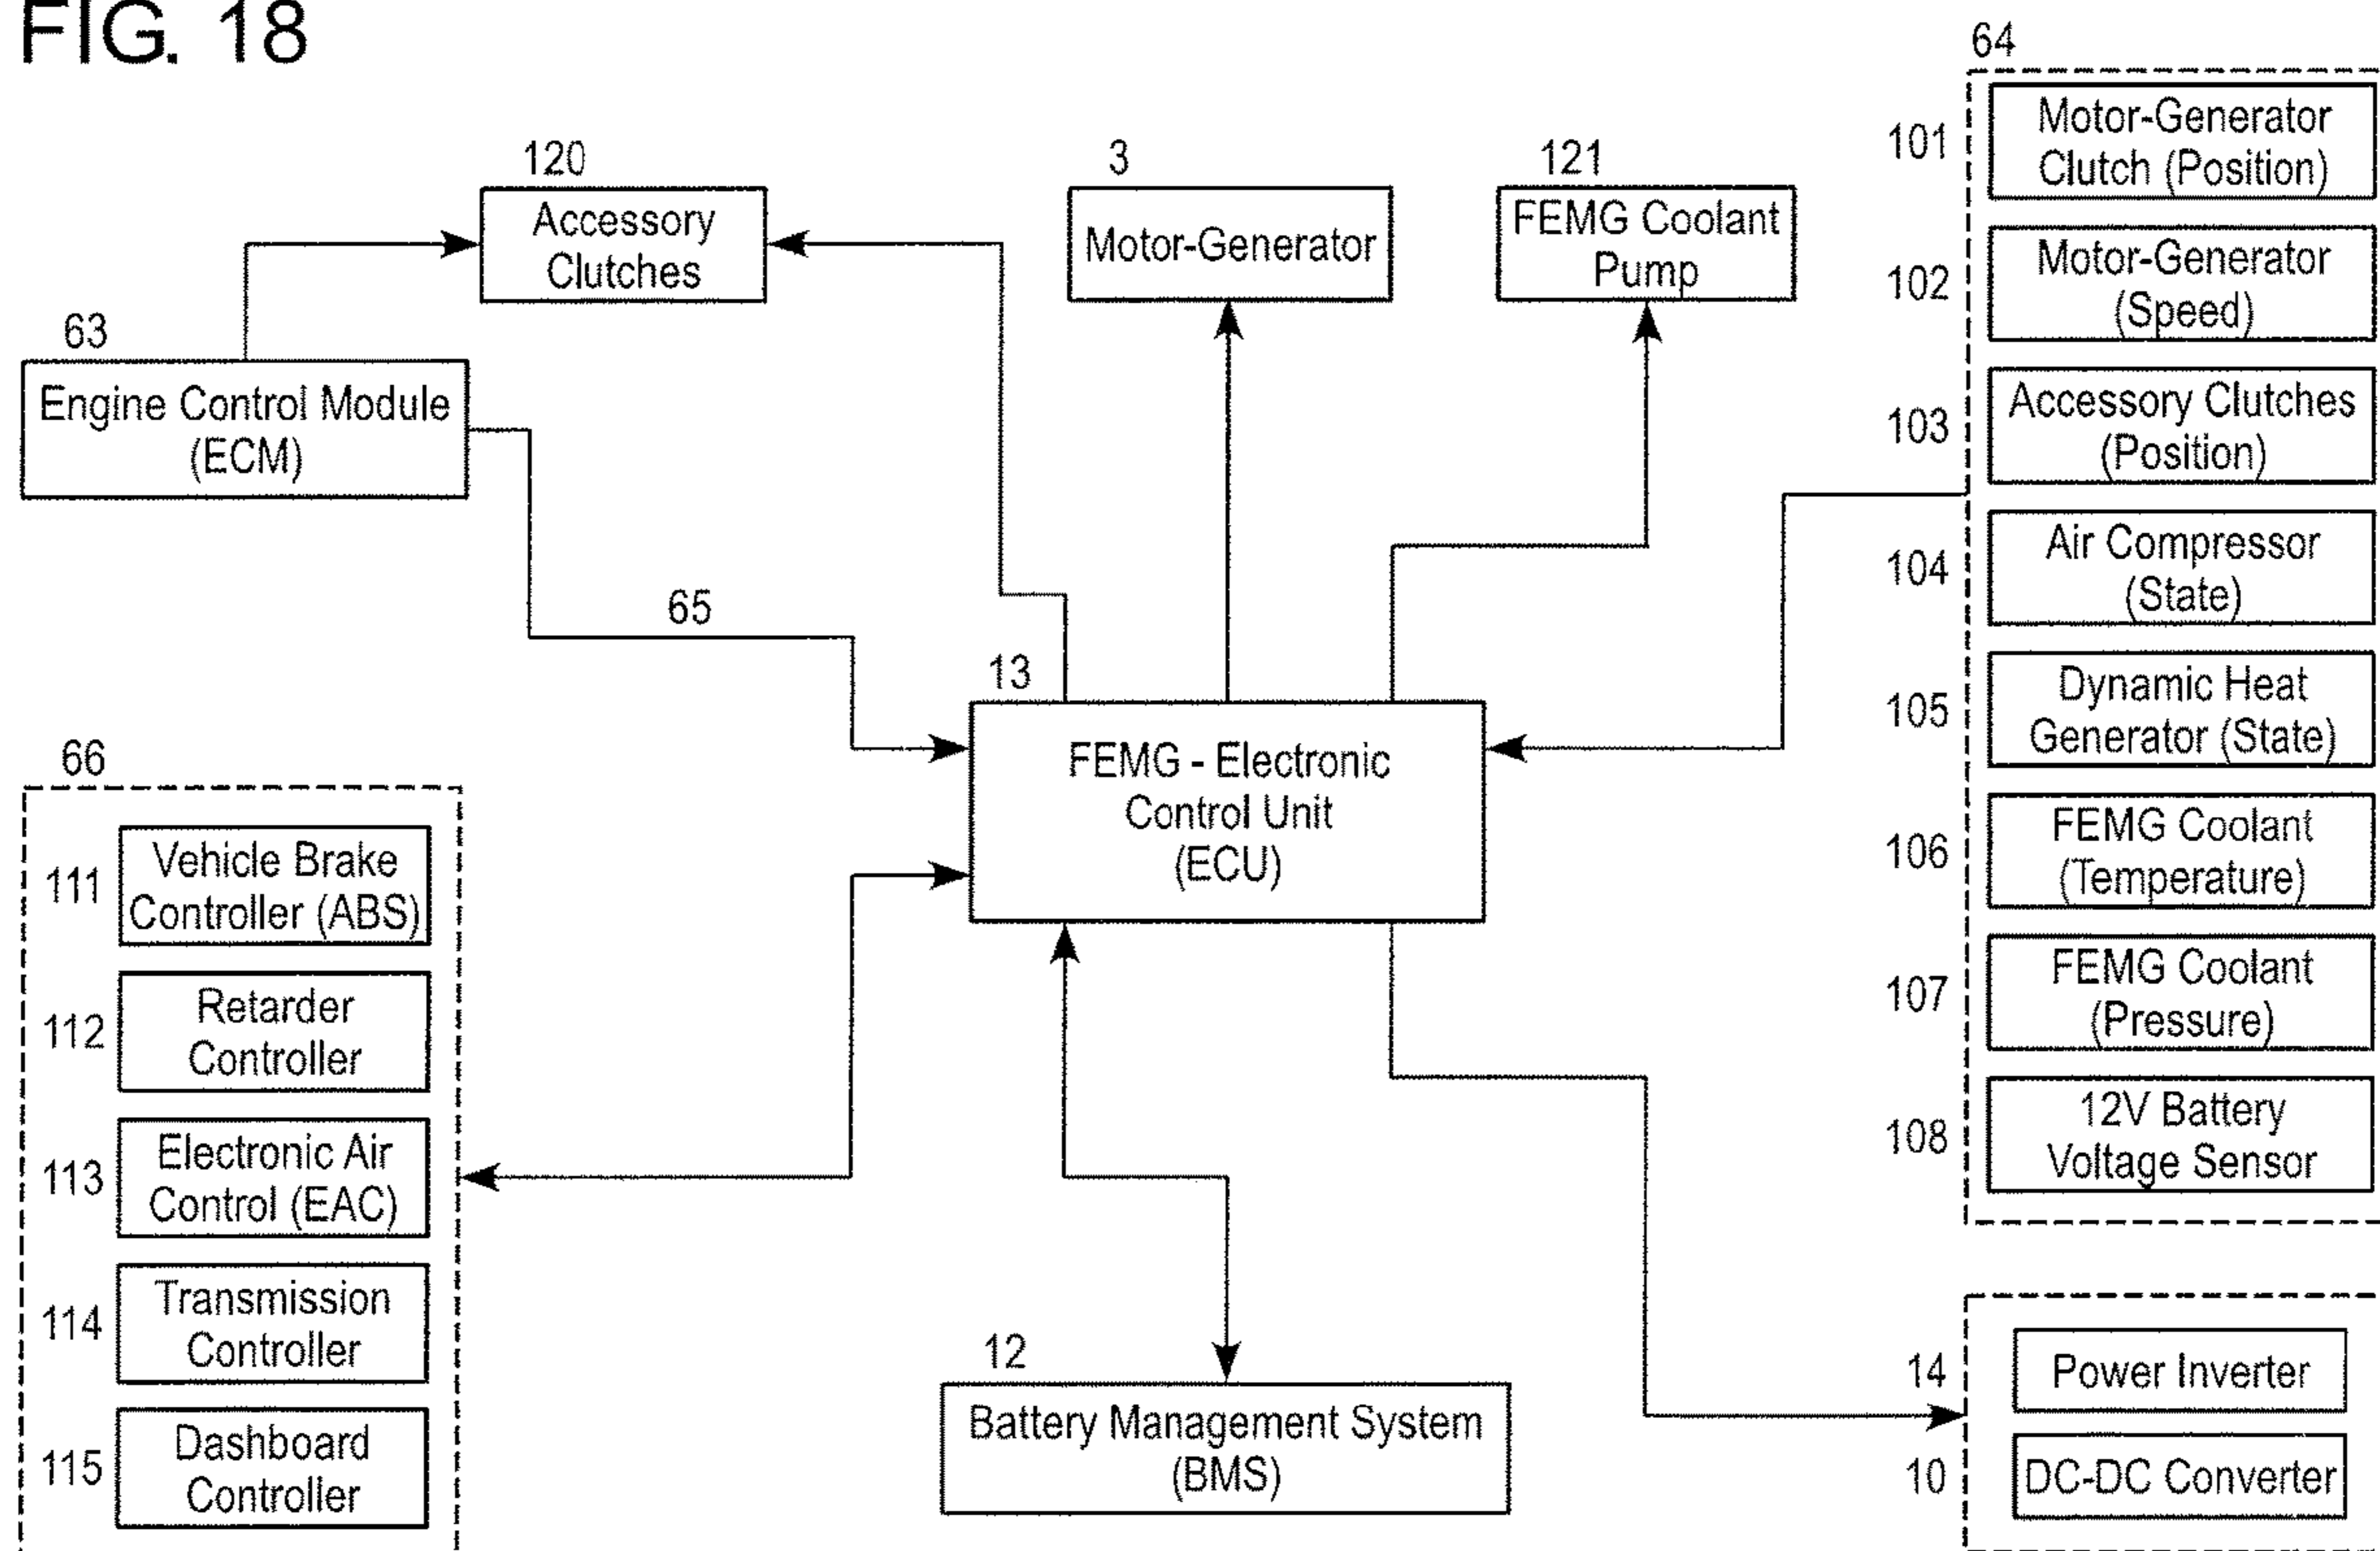 FIG. 18
120
Accessory
Clutches
3
Motor-Generator
121
FEMG Coolant
Pump
63
Engine Control Module
(ECM)
65
13
FEMG - Electronic
Control Unit
(ECU)
66
111
Vehicle Brake
Controller (ABS)
112
Retarder
Controller
113
Electronic Air
Control (EAC)
114
Transmission
Controller
115
Dashboard
Controller
12
Battery Management System
(BMS)
64
101
Motor-Generator
Clutch (Position)
102
Motor-Generator
(Speed)
103
Accessory Clutches
(Position)
104
Air Compressor
(State)
105
Dynamic Heat
Generator (State)
106
FEMG Coolant
(Temperature)
107
FEMG Coolant
(Pressure)
108
12V Battery
Voltage Sensor
14
Power Inverter
10
DC-DC Converter